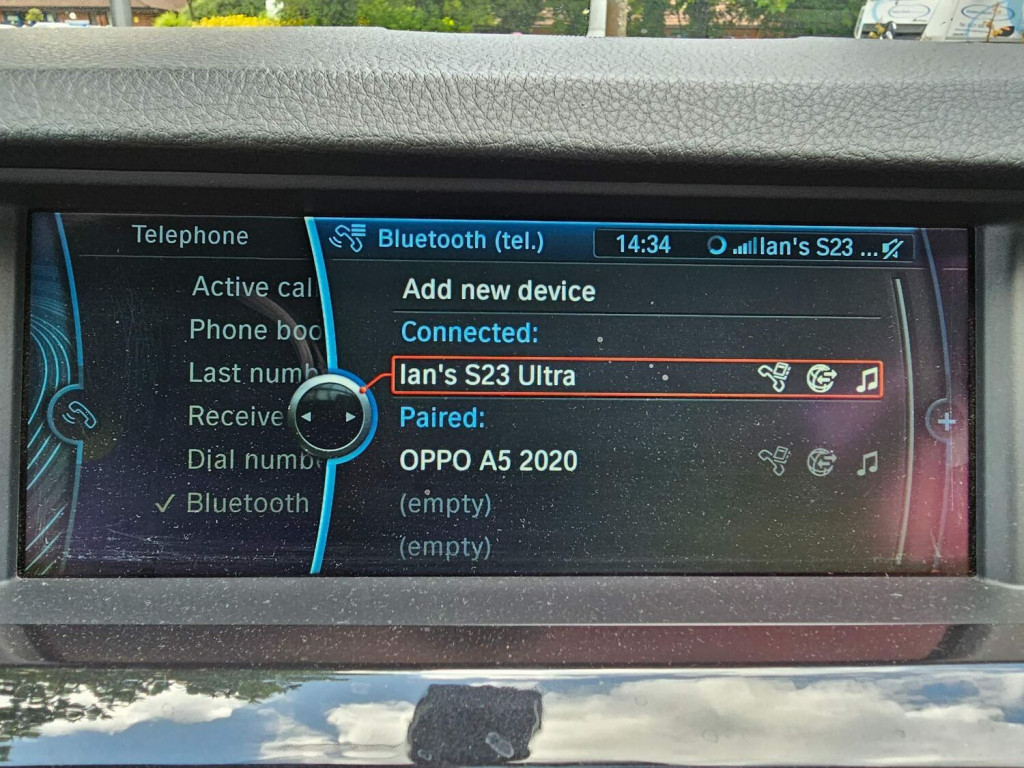 Telephone
Active cal
Phone boo
Last numb
Receive
Dial numb
✓ Bluetooth
Bluetooth (tel.)
14:34
Ian's S23 ...
Add new device
Connected:
Ian's S23 Ultra
Paired:
OPPO A5 2020
(empty)
(empty)